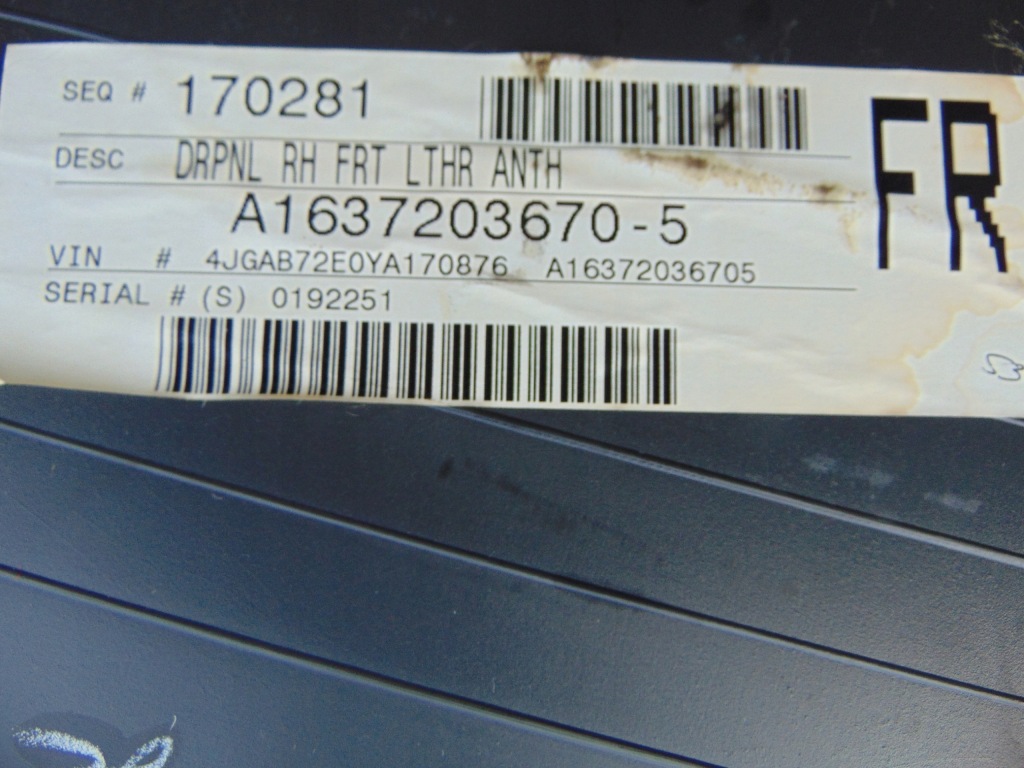 SEQ # 170281
FR
DESC DRPNL RH FRT LTHR ANTH
A1637203670-5
VIN # 4JGAB72E0YA170876 A16372036705
SERIAL # (S) 0192251